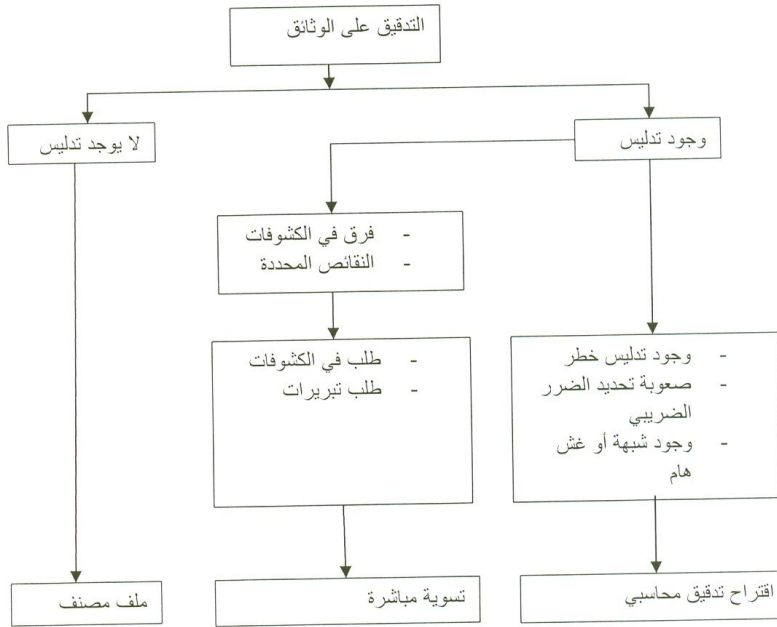 التدقيق على الوثائق
وجود تدليس
لا يوجد تدليس
- فرق في الكشوفات
- النقائص المحددة
- طلب في الكشوفات
- طلب تبريرات
- وجود تدليس خطر
- صعوبة تحديد الضرر
الضريبي
- وجود شبهة أو غش
هام
اقتراح تدقيق محاسبي
تسوية مباشرة
ملف مصنف